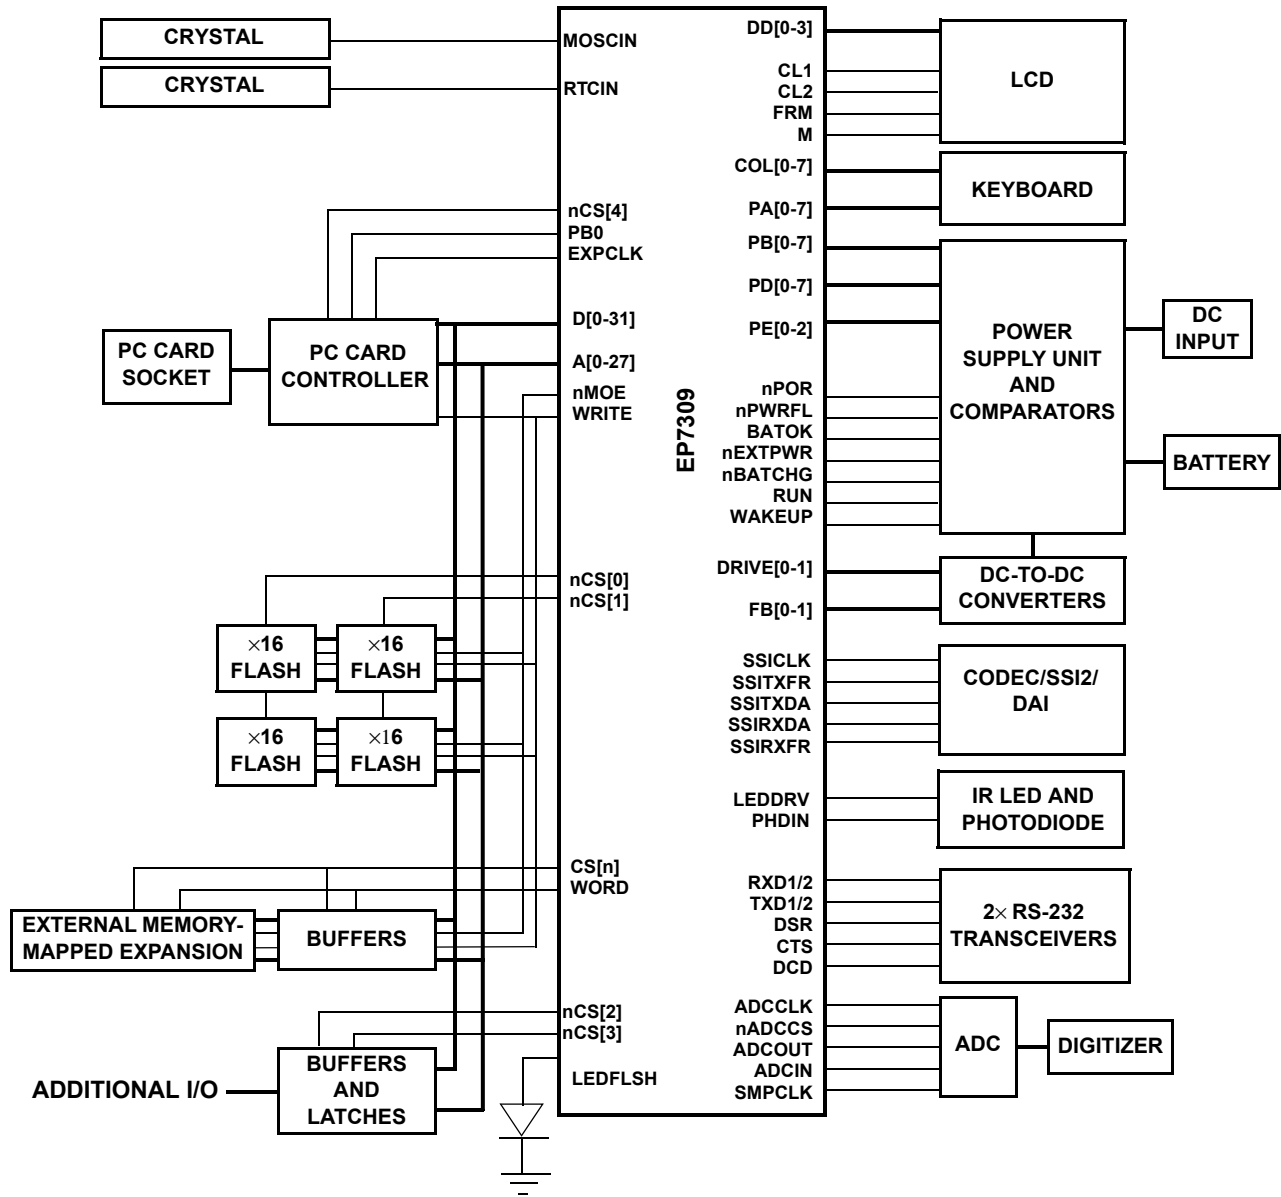 CRYSTAL
CRYSTAL
MOSCIN
RTCIN
nCS[4]
PB0
EXPCLK
D[0-31]
A[0-27]
nMOE
WRITE
PC CARD
SOCKET
PC CARD
CONTROLLER
nCS[0]
nCS[1]
×16
FLASH
×16
FLASH
×16
FLASH
×16
FLASH
CS[n]
WORD
EXTERNAL MEMORY-
MAPPED EXPANSION
BUFFERS
nCS[2]
nCS[3]
LEDFLSH
ADDITIONAL I/O
BUFFERS
AND
LATCHES
EP7309
DD[0-3]
CL1
CL2
FRM
M
LCD
COL[0-7]
PA[0-7]
KEYBOARD
PB[0-7]
PD[0-7]
PE[0-2]
nPOR
nPWRFL
BATOK
nEXTPWR
nBATCHG
RUN
WAKEUP
POWER
SUPPLY UNIT
AND
COMPARATORS
DC
INPUT
BATTERY
DRIVE[0-1]
FB[0-1]
DC-TO-DC
CONVERTERS
SSICLK
SSITXFR
SSITXDA
SSIRXDA
SSIRXFR
CODEC/SSI2/
DAI
LEDDRV
PHDIN
IR LED AND
PHOTODIODE
RXD1/2
TXD1/2
DSR
CTS
DCD
2× RS-232
TRANSCEIVERS
ADCCLK
nADCCS
ADCOUT
ADCIN
SMPCLK
ADC
DIGITIZER